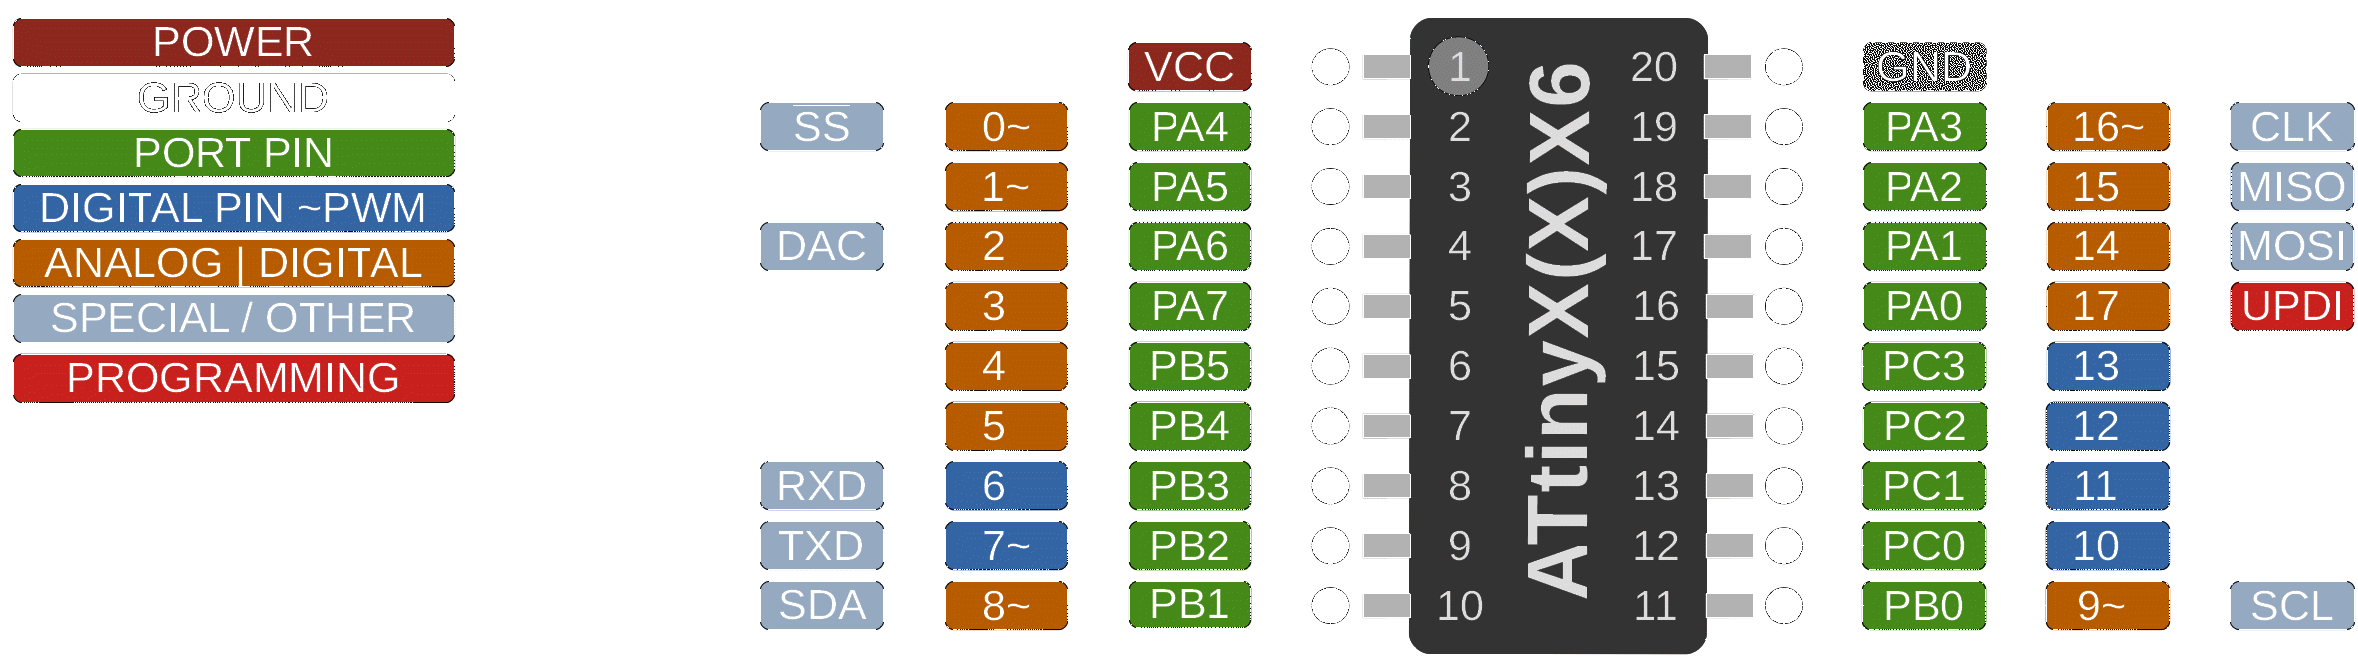 POWER
GROUND
PORT PIN
DIGITAL PIN ~PWM
ANALOG | DIGITAL
SPECIAL / OTHER
PROGRAMMING
ATtinyX(X)X6
VCC 1 20 GND
SS 0~ PA4 2 19 PA3 16~ CLK
1~ PA5 3 18 PA2 15 MISO
DAC 2 PA6 4 17 PA1 14 MOSI
3 PA7 5 16 PA0 17 UPDI
4 PB5 6 15 PC3 13
5 PB4 7 14 PC2 12
RXD 6 PB3 8 13 PC1 11
TXD 7~ PB2 9 12 PC0 10
SDA 8~ PB1 10 11 PB0 9~ SCL